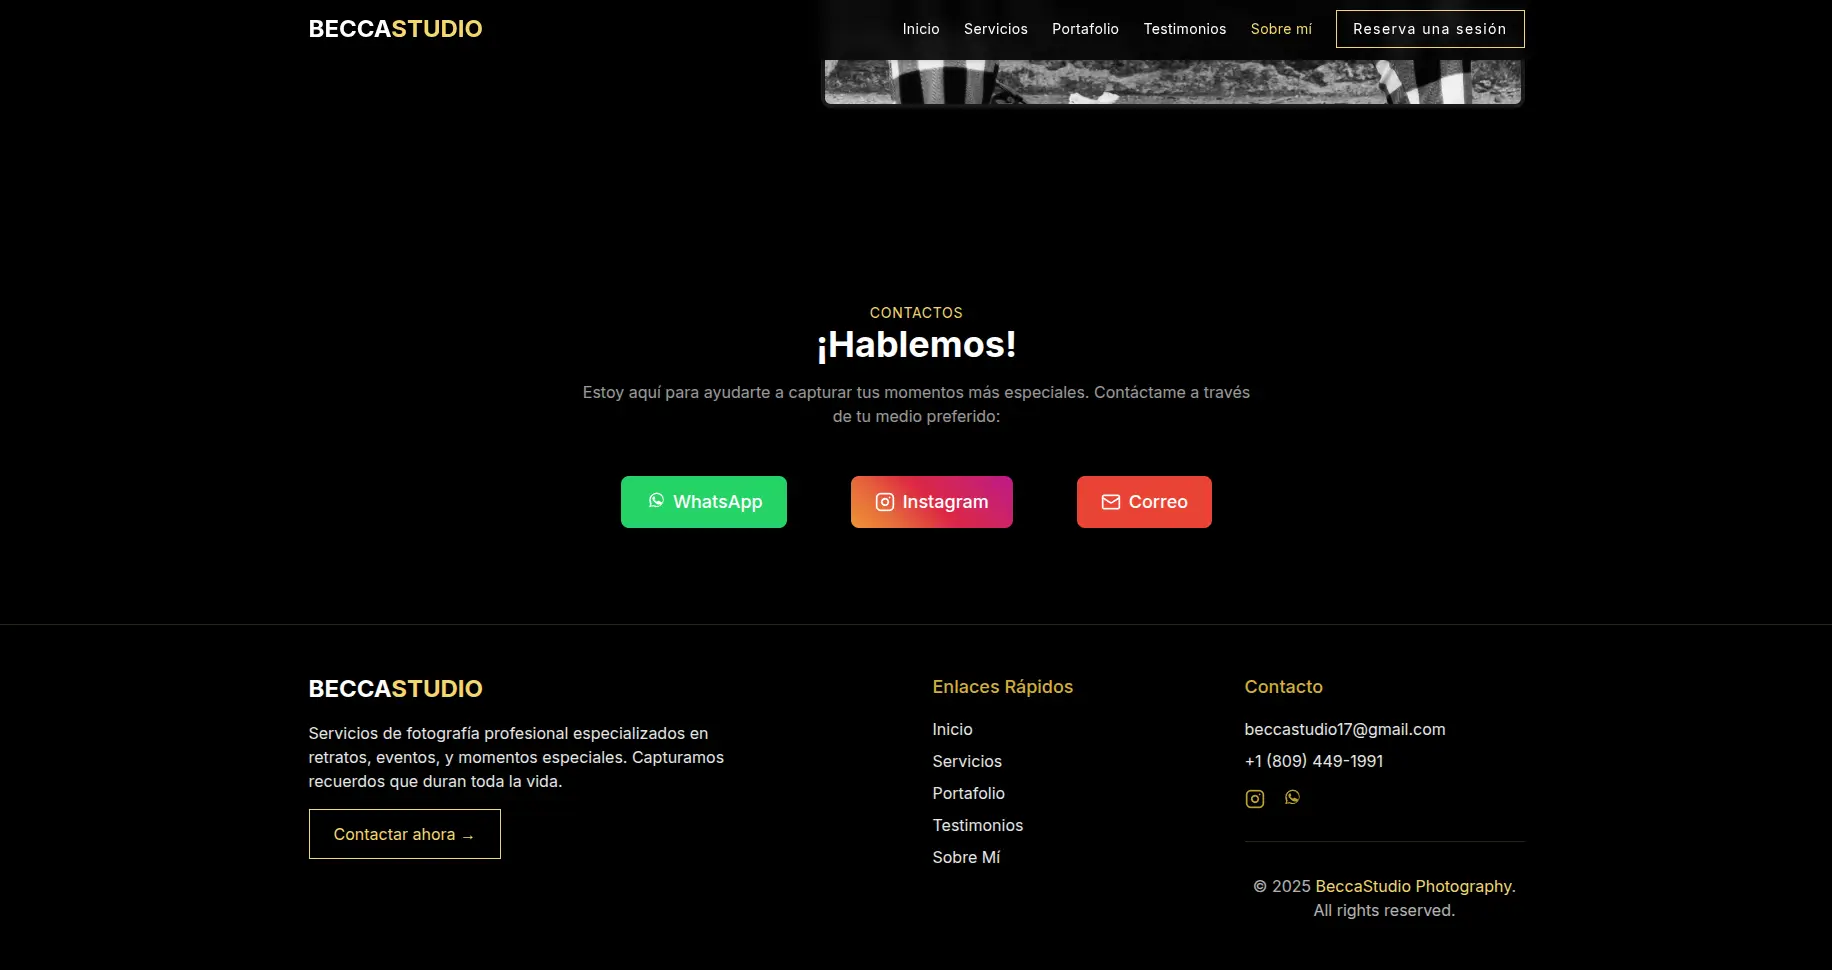 BECCASTUDIO
Inicio Servicios Portafolio Testimonios Sobre mí Reserva una sesión
CONTACTOS
¡Hablemos!
Estoy aquí para ayudarte a capturar tus momentos más especiales. Contáctame a través
de tu medio preferido:
WhatsApp
Instagram
Correo
BECCASTUDIO
Servicios de fotografía profesional especializados en
retratos, eventos, y momentos especiales. Capturamos
recuerdos que duran toda la vida.
Contactar ahora →
Enlaces Rápidos
Inicio
Servicios
Portafolio
Testimonios
Sobre Mí
Contacto
beccastudio17@gmail.com
+1 (809) 449-1991
© 2025 BeccaStudio Photography.
All rights reserved.